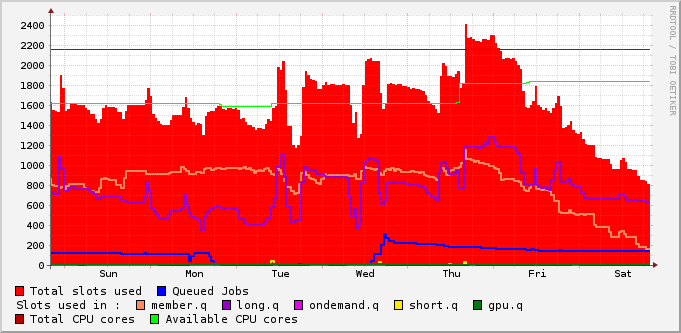 2400
2200
2000
1800
1600
1400
1200
1000
800
600
400
200
0
Sun Mon Tue Wed Thu Fri Sat
RRDTOOL / TOBI OETIKER
Total slots used Queued Jobs
Slots used in : member.q long.q ondemand.q short.q gpu.q
Total CPU cores Available CPU cores